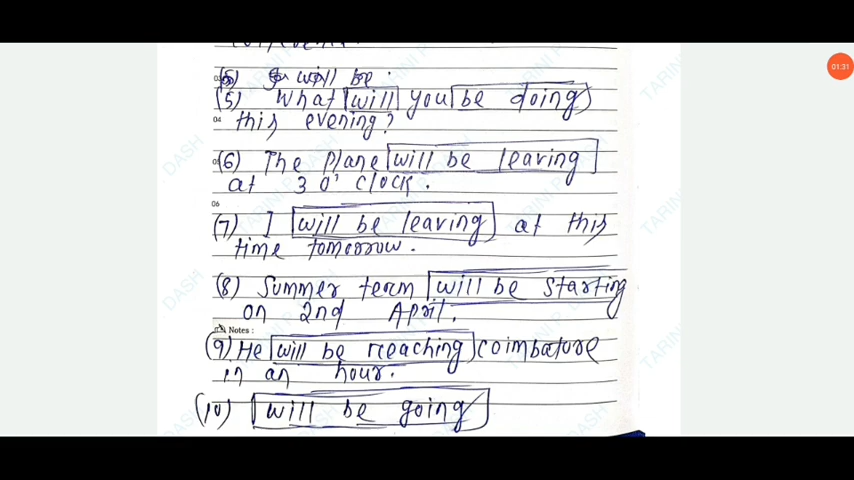 will be
(5) What will you be doing
this evening?
(6) The plane will be leaving
at 3 o'clock.
(7) I will be leaving at this
time tomorrow.
(8) Summer term will be starting
on 2nd April.
Notes :
(9) He will be reaching coimbatore
in an hour.
(10) will be going
01:31
04
06